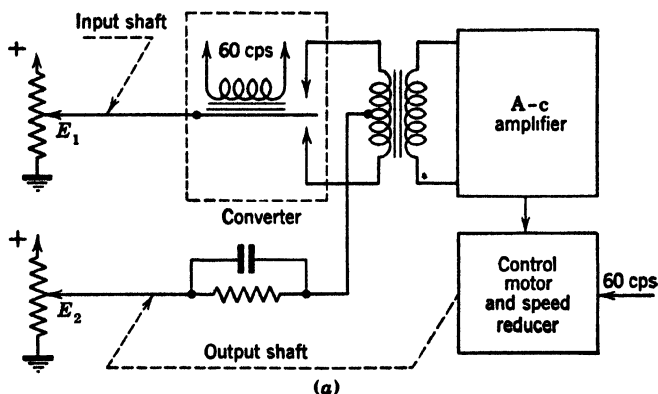 Input shaft
+
60 cps
E1
A-c
amplifier
Converter
+
E2
Control
motor
and speed
reducer
60 cps
Output shaft
(a)